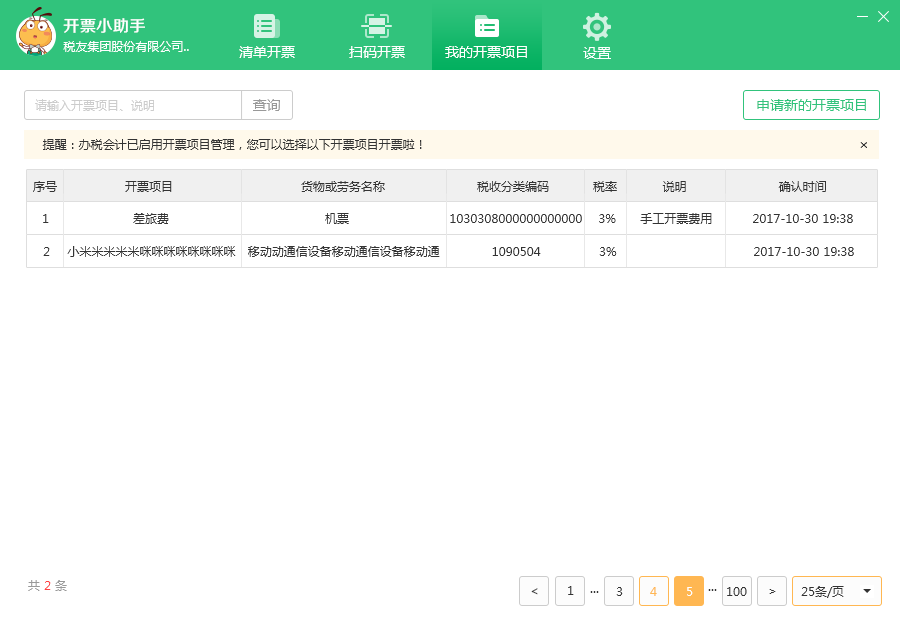 开票小助手
税友集团股份有限公司..
清单开票
扫码开票
我的开票项目
设置
请输入开票项目、说明
查询
申请新的开票项目
提醒：办税会计已启用开票项目管理，您可以选择以下开票项目开票啦！
×
序号 开票项目 货物或劳务名称 税收分类编码 税率 说明 确认时间
1 差旅费 机票 1030308000000000000 3% 手工开票费用 2017-10-30 19:38
2 小米米米米米咪咪咪咪咪咪咪咪 移动动通信设备移动通信设备移动通 1090504 3% 2017-10-30 19:38
共 2 条
< 1 ... 3 4 5 ... 100 > 25条/页